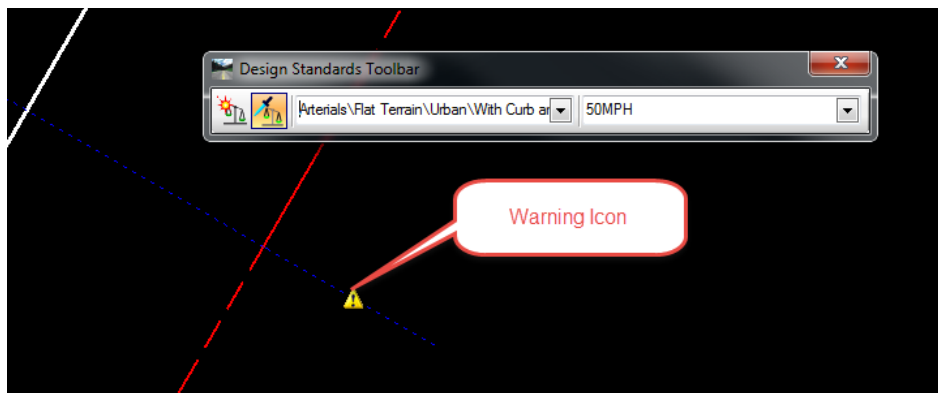 Design Standards Toolbar
Arterials\Flat Terrain\Urban\With Curb ar
50MPH
Warning Icon